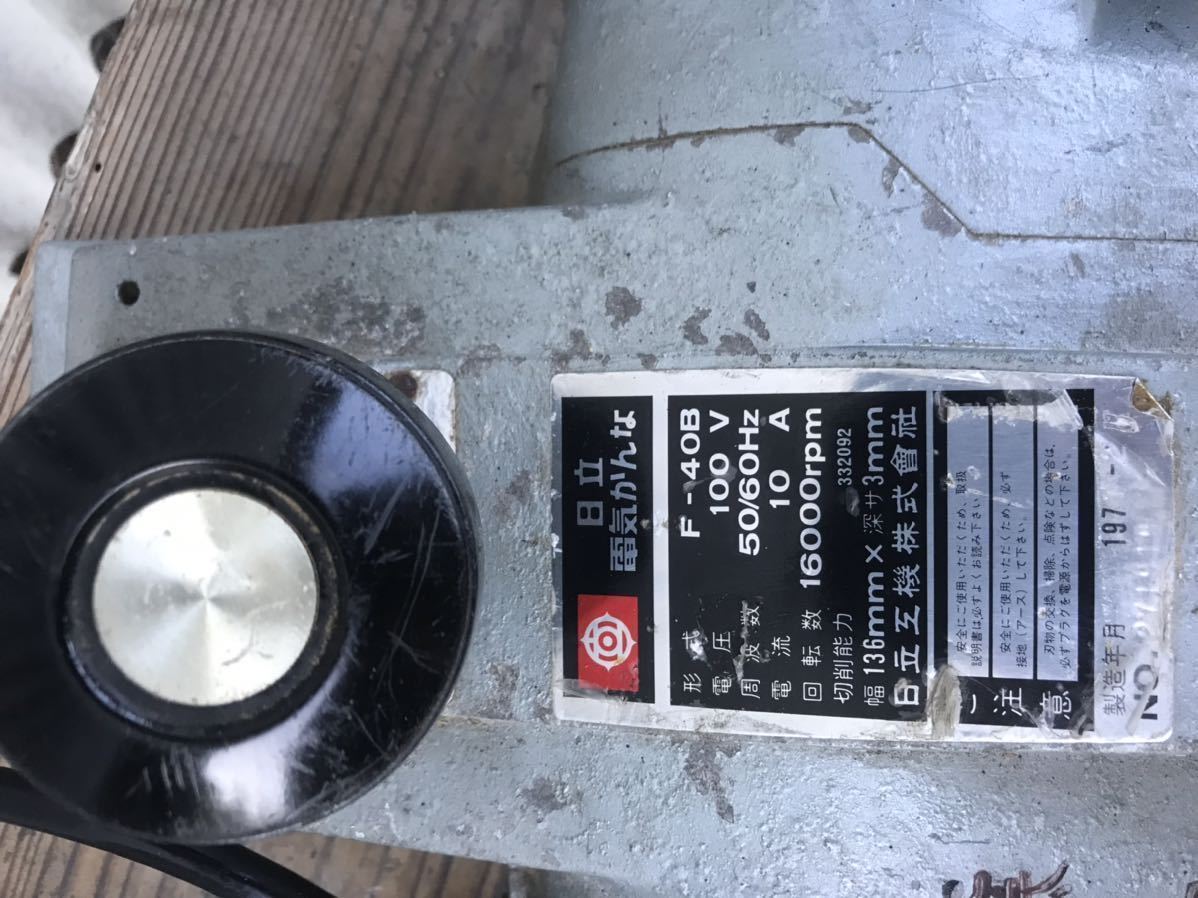 日立
電気かんな
形式 F-40B
電圧 100 V
周波数 50/60Hz
電流 10 A
回転数 16000rpm
切削能力 332092
幅 136mm×深サ3mm
日立工機株式會社
ご注意
安全にご使用いただくため、取扱
説明書は必ずよくお読み下さい
安全にご使用いただくため、必ず
接地(アース)して下さい。
刃物の交換、掃除、点険などの場合は、
必ずプラグを電源からはずして下さい。
製造年月 197 -
NO.